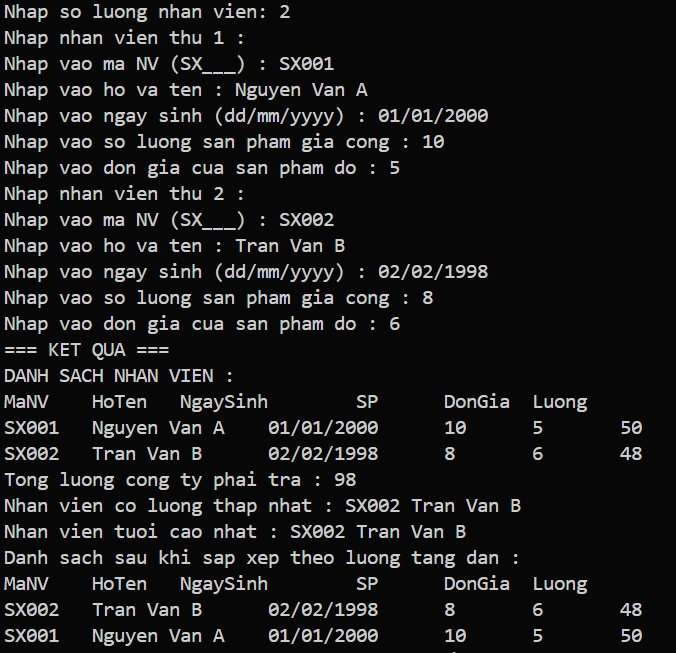 Nhap so luong nhan vien: 2
Nhap nhan vien thu 1 :
Nhap vao ma NV (SX___) : SX001
Nhap vao ho va ten : Nguyen Van A
Nhap vao ngay sinh (dd/mm/yyyy) : 01/01/2000
Nhap vao so luong san pham gia cong : 10
Nhap vao don gia cua san pham do : 5
Nhap nhan vien thu 2 :
Nhap vao ma NV (SX___) : SX002
Nhap vao ho va ten : Tran Van B
Nhap vao ngay sinh (dd/mm/yyyy) : 02/02/1998
Nhap vao so luong san pham gia cong : 8
Nhap vao don gia cua san pham do : 6
=== KET QUA ===
DANH SACH NHAN VIEN :
MaNV    HoTen   NgaySinh        SP      DonGia  Luong
SX001   Nguyen Van A    01/01/2000      10      5       50
SX002   Tran Van B      02/02/1998      8       6       48
Tong luong cong ty phai tra : 98
Nhan vien co luong thap nhat : SX002 Tran Van B
Nhan vien tuoi cao nhat : SX002 Tran Van B
Danh sach sau khi sap xep theo luong tang dan :
MaNV    HoTen   NgaySinh        SP      DonGia  Luong
SX002   Tran Van B      02/02/1998      8       6       48
SX001   Nguyen Van A    01/01/2000      10      5       50